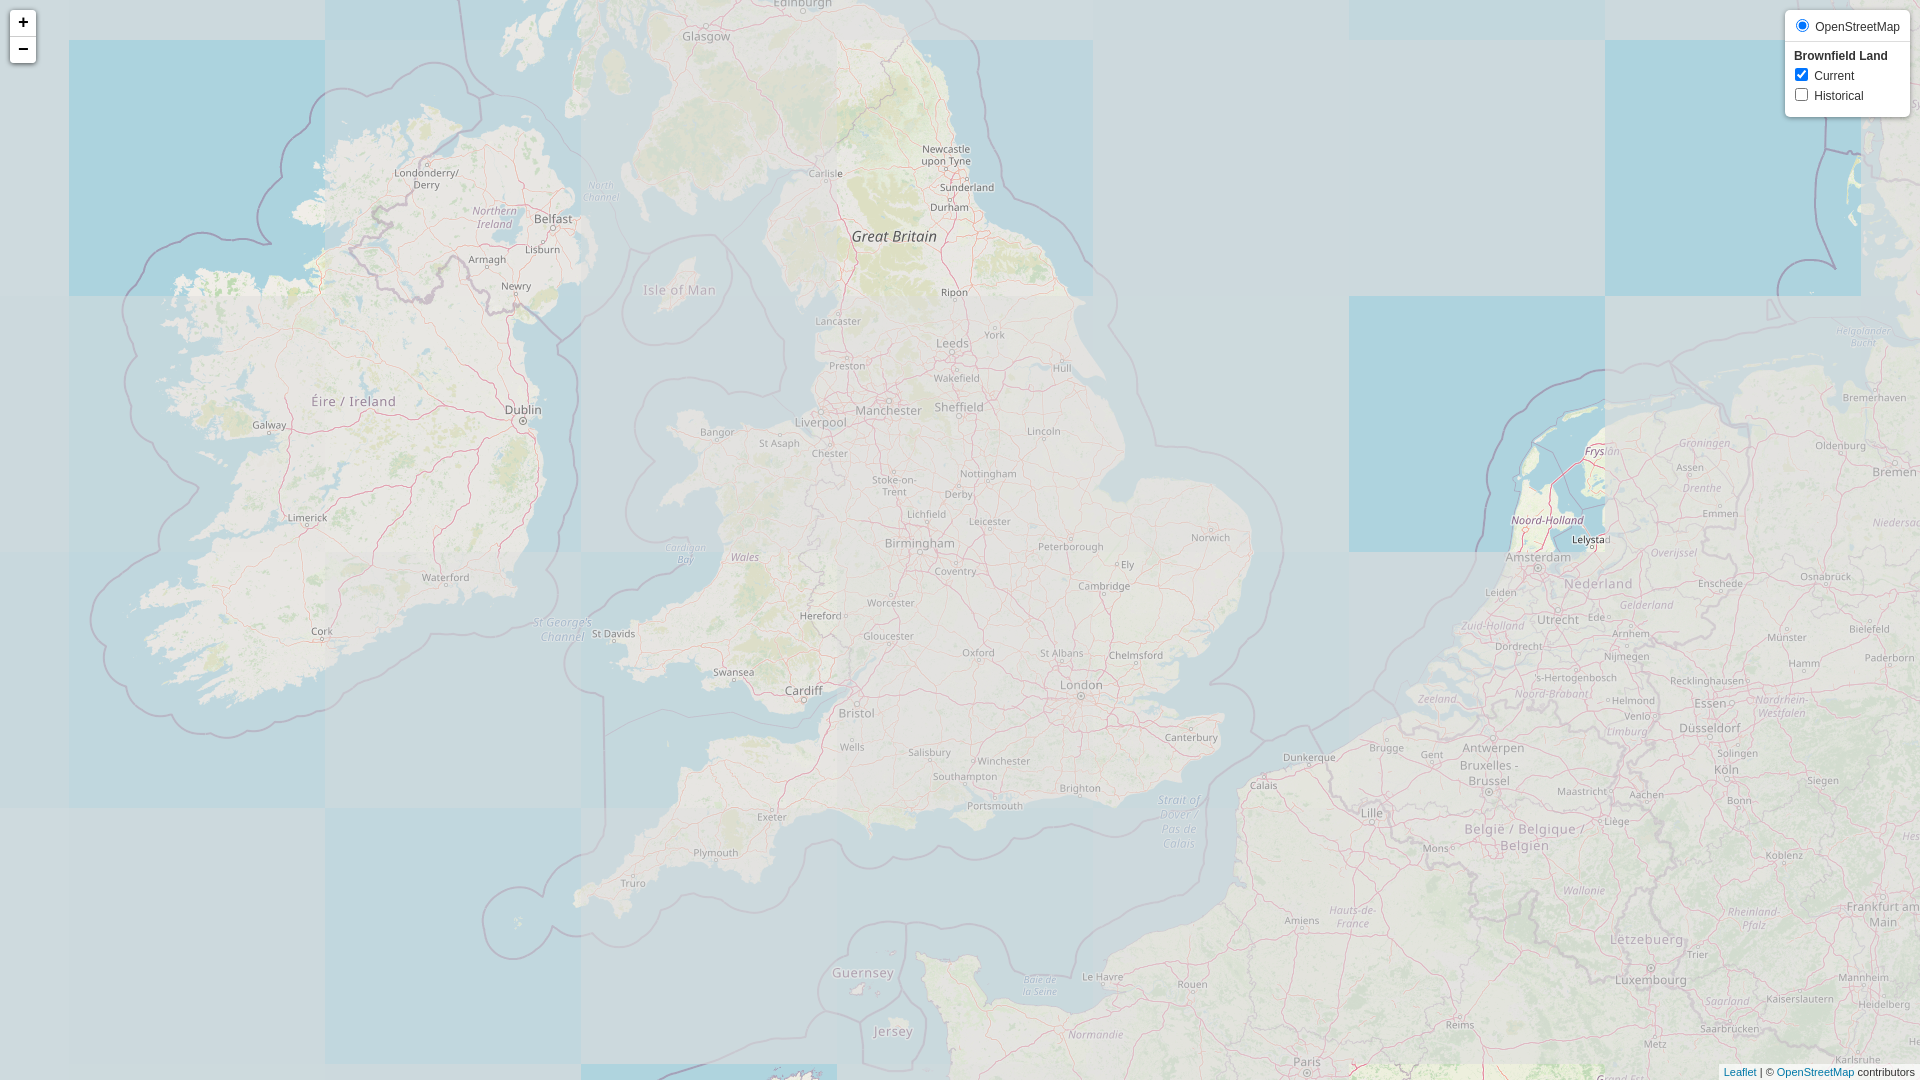 +
−
OpenStreetMap
Brownfield Land
Current
Historical
Edinburgh
Glasgow
Londonderry/
Derry
Northern
Ireland
Belfast
Lisburn
Armagh
Newry
North
Channel
Carlisle
Newcastle
upon Tyne
Sunderland
Durham
Great Britain
Isle of Man
Ripon
Lancaster
York
Leeds
Preston
Hull
Wakefield
Éire / Ireland
Dublin
Galway
Manchester
Sheffield
Liverpool
Bangor
St Asaph
Chester
Lincoln
Stoke-on-
Trent
Nottingham
Derby
Lichfield
Leicester
Limerick
Birmingham
Peterborough
Norwich
Cardigan
Bay
Wales
Coventry
Ely
Cambridge
Waterford
Worcester
Hereford
St George's
Channel
St Davids
Cork
Gloucester
Oxford
St Albans
Chelmsford
Swansea
Cardiff
London
Bristol
Canterbury
Wells
Salisbury
Winchester
Southampton
Brighton
Portsmouth
Strait of
Dover /
Pas de
Calais
Exeter
Plymouth
Truro
Guernsey
Jersey
Helgoländer
Bucht
Bremerhaven
Groningen
Oldenburg
Fryslân
Assen
Bremen
Drenthe
Emmen
Noord-Holland
Lelystad
Amsterdam
Overijssel
Nederland
Enschede
Osnabrück
Leiden
Gelderland
Utrecht
Ede
Zuid-Holland
Arnhem
Münster
Bielefeld
Dordrecht
Nijmegen
Hamm
Paderborn
's-Hertogenbosch
Recklinghausen
Zeeland
Noord-Brabant
Helmond
Essen
Nordrhein-
Westfalen
Venlo
Düsseldorf
Limburg
Dunkerque
Brugge
Gent
Antwerpen
Solingen
Calais
Bruxelles -
Brussel
Köln
Siegen
Maastricht
Aachen
Bonn
Lille
Liège
België / Belgique /
Belgien
Mons
Koblenz
Wallonie
Hauts-de-
France
Amiens
Rheinland-
Pfalz
Frankfurt am
Main
Lëtzebuerg
Trier
Luxembourg
Mannheim
Baie de
la Seine
Le Havre
Rouen
Saarland
Kaiserslautern
Heidelberg
Normandie
Reims
Saarbrücken
Metz
Paris
Karlsruhe
Grand Est
Leaflet | © OpenStreetMap contributors